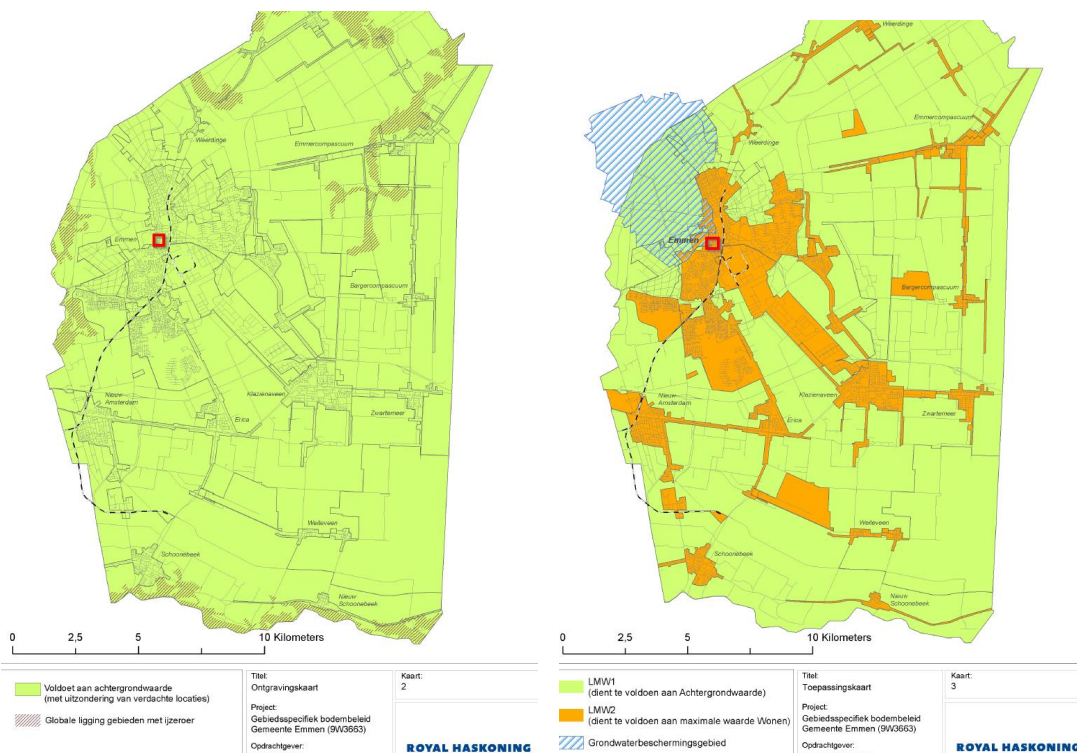 Weerdinge
Emmercompascuum
Emmen
Bargercompascuum
Nieuw
Amsterdam
Klazienaveen
Erica
Zwartemeer
Weiteveen
Schoonebeek
Nieuw
Schoonebeek
0 2,5 5 10 Kilometers
Voldoet aan achtergrondwaarde
(met uitzondering van verdachte locaties)
Globale ligging gebieden met ijzeroer
Titel:
Ontgravingskaart
Project:
Gebiedsspecifiek bodembeleid
Gemeente Emmen (9W3663)
Opdrachtgever:
Kaart:
2
ROYAL HASKONING
Weerdinge
Emmercompascuum
Emmen
Bargercompascuum
Nieuw
Amsterdam
Klazienaveen
Erica
Zwartemeer
Weiteveen
Schoonebeek
Nieuw
Schoonebeek
0 2,5 5 10 Kilometers
LMW1
(dient te voldoen aan Achtergrondwaarde)
LMW2
(dient te voldoen aan maximale waarde Wonen)
Grondwaterbeschermingsgebied
Titel:
Toepassingskaart
Project:
Gebiedsspecifiek bodembeleid
Gemeente Emmen (9W3663)
Opdrachtgever:
Kaart:
3
ROYAL HASKONING